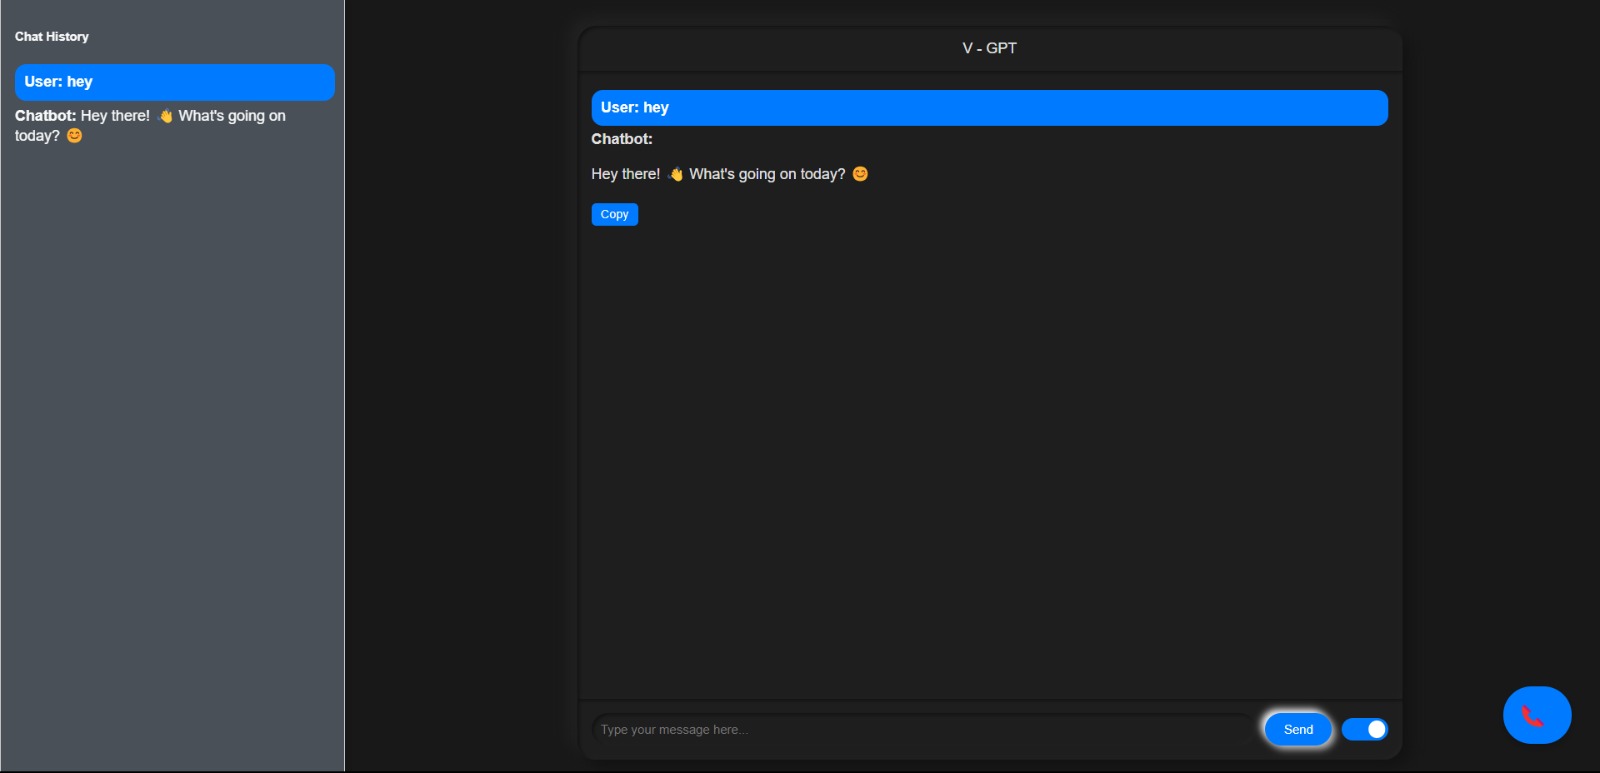 Chat History
User: hey
Chatbot: Hey there! 👋 What's going on
today? 😊
V - GPT
User: hey
Chatbot:
Hey there! 👋 What's going on today? 😊
Copy
Type your message here...
Send